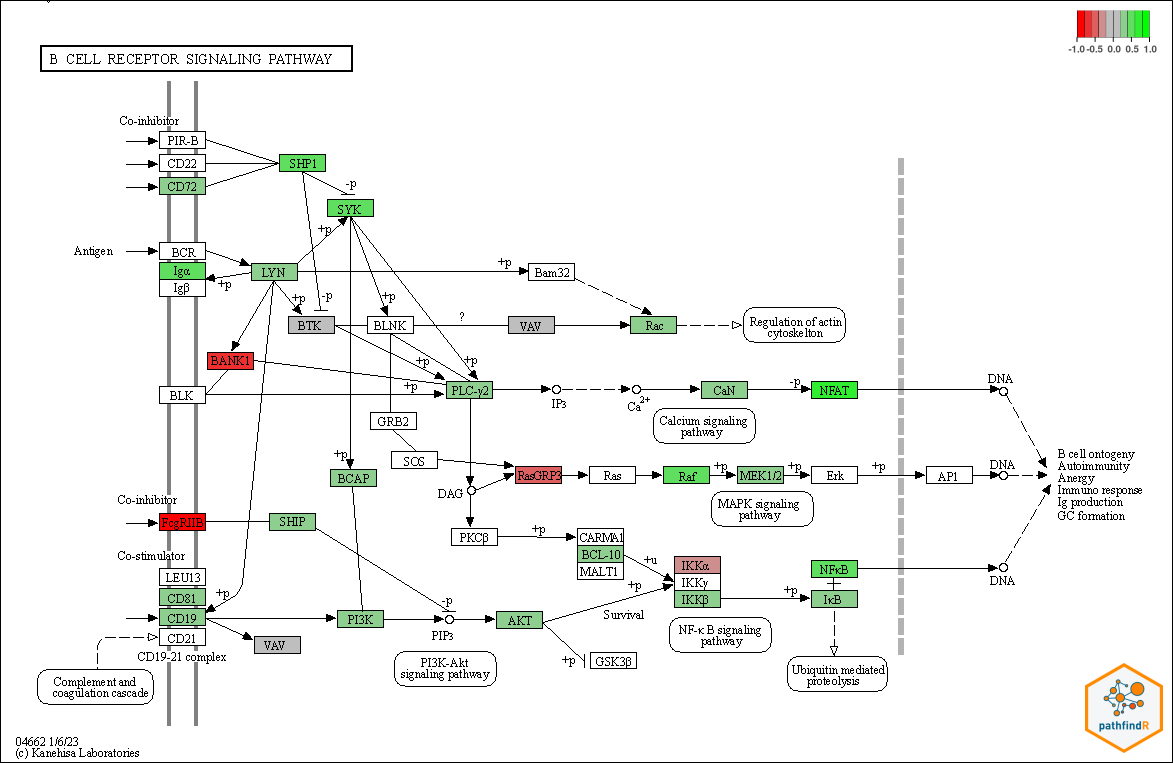 -1.0 -0.5 0.0 0.5 1.0
B CELL RECEPTOR SIGNALING PATHWAY
Co-inhibitor
PIR-B
CD22
CD72
SHP1
-p
SYK
+p
Antigen
BCR
Igα
Igβ
+p
LYN
+p
Bam32
+p
-p
+p
BTK
BLNK
?
VAV
Rac
Regulation of actin
cytoskelton
BANK1
+p
+p
BLK
+p
PLC-γ2
IP3
Ca2+
CaN
-p
NFAT
DNA
Calcium signaling
pathway
GRB2
SOS
+p
BCAP
DAG
RasGRP3
Ras
Raf
+p
MEK1/2
+p
Erk
+p
AP1
DNA
MAPK signaling
pathway
B cell ontogeny
Autoimmunity
Anergy
Immuno response
Ig production
GC formation
Co-inhibitor
FcgRIIB
SHIP
PKCβ
+p
CARMA1
BCL-10
MALT1
+u
+p
IKKα
IKKγ
IKKβ
+p
NFκB
IκB
DNA
Co-stimulator
LEU13
CD81
CD19
CD21
+p
CD19-21 complex
VAV
PI3K
-p
PIP3
AKT
Survival
+p
GSK3β
NF-κ B signaling
pathway
PI3K-Akt
signaling pathway
Ubiquitin mediated
proteolysis
Complement and
coagulation cascade
04662 1/6/23
(c) Kanehisa Laboratories
pathfindR